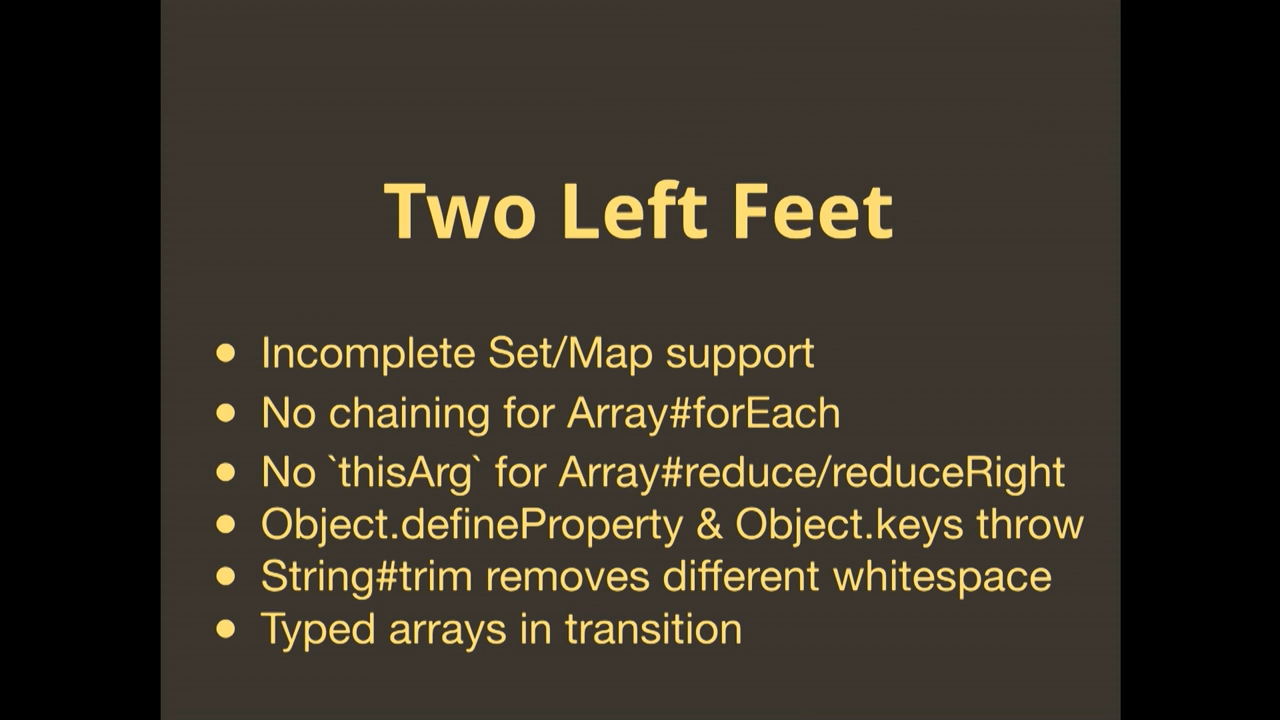 Two Left Feet
● Incomplete Set/Map support
● No chaining for Array#forEach
● No `thisArg` for Array#reduce/reduceRight
● Object.defineProperty & Object.keys throw
● String#trim removes different whitespace
● Typed arrays in transition